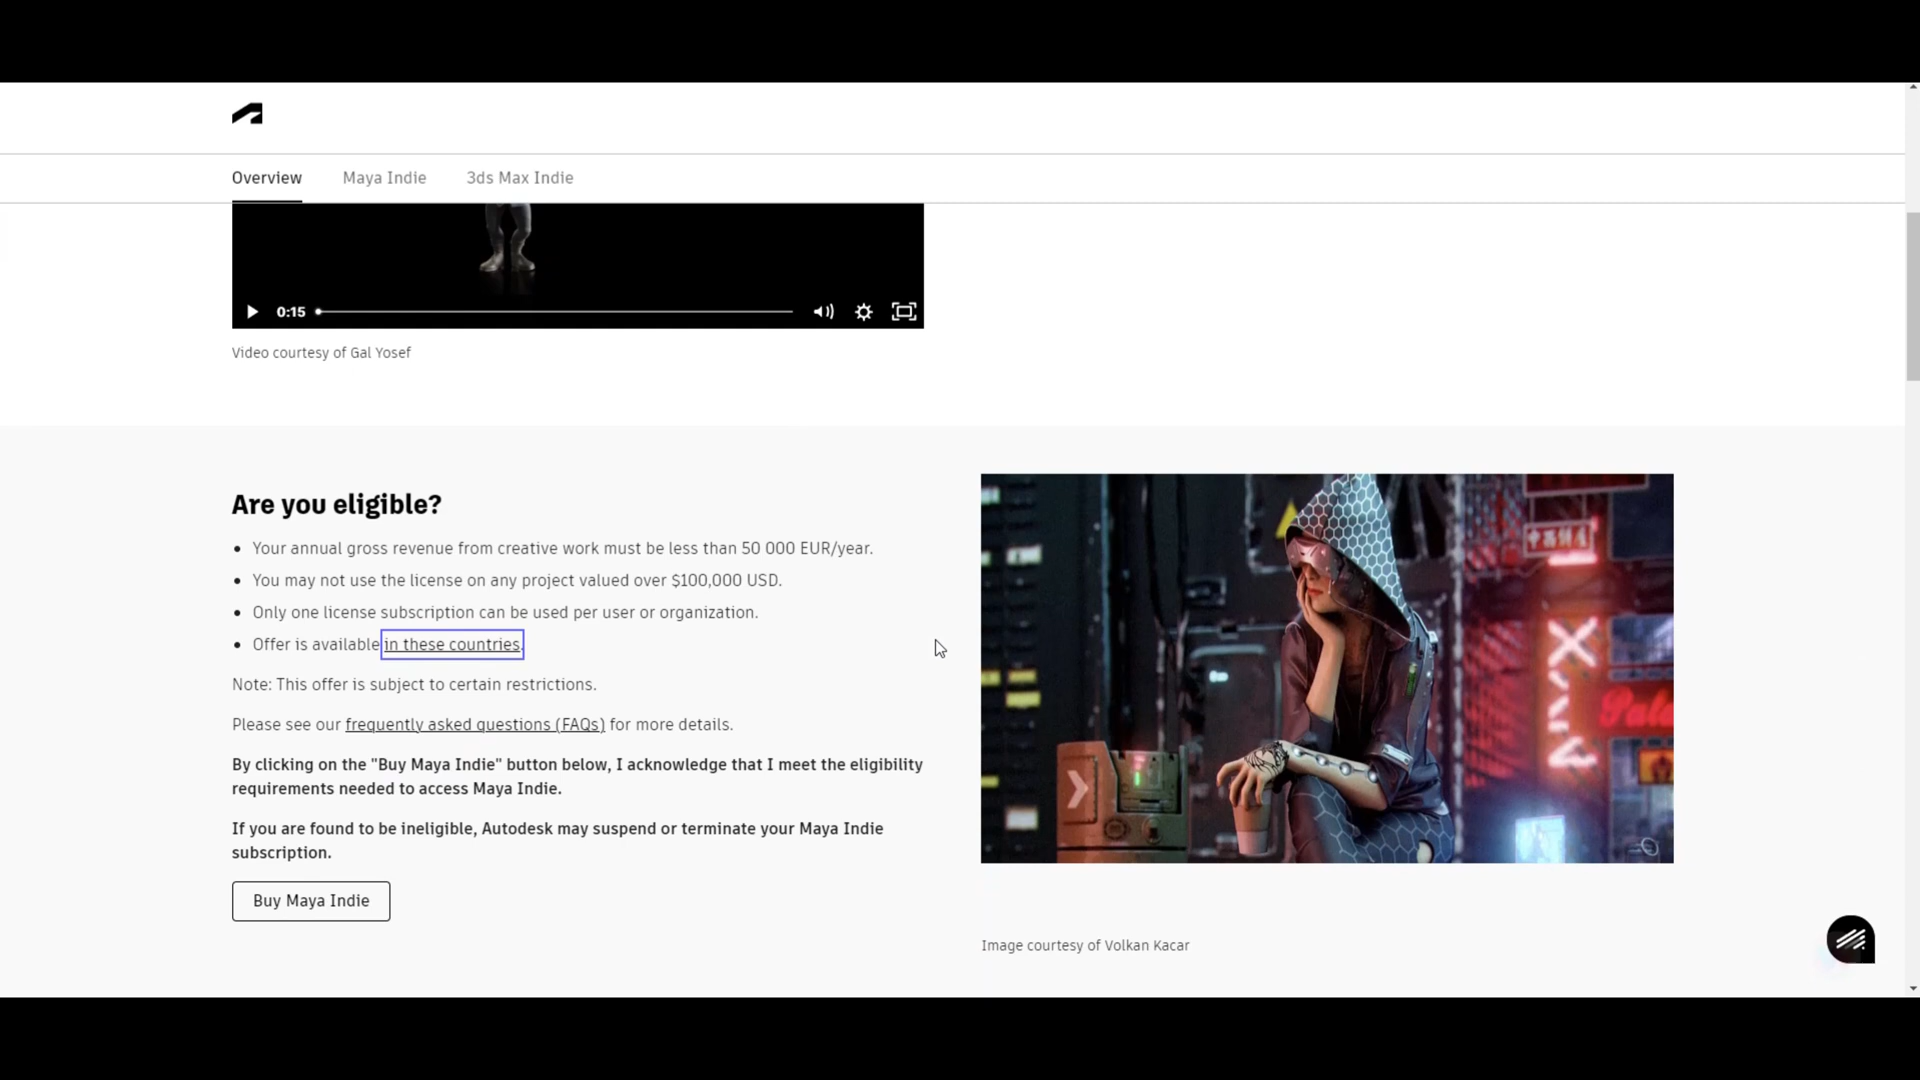 Overview Maya Indie 3ds Max Indie
0:15
Video courtesy of Gal Yosef
Are you eligible?
Your annual gross revenue from creative work must be less than 50 000 EUR/year.
You may not use the license on any project valued over $100,000 USD.
Only one license subscription can be used per user or organization.
Offer is available in these countries.
Note: This offer is subject to certain restrictions.
Please see our frequently asked questions (FAQs) for more details.
By clicking on the "Buy Maya Indie" button below, I acknowledge that I meet the eligibility
requirements needed to access Maya Indie.
If you are found to be ineligible, Autodesk may suspend or terminate your Maya Indie
subscription.
Buy Maya Indie
Image courtesy of Volkan Kacar